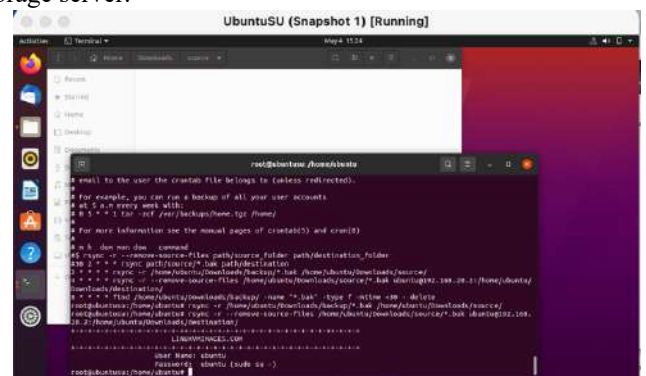 orage server.
UbuntuSU (Snapshot 1) [Running]
Activities Terminal May 4 15:24
Home Downloads source
Recent
Starred
Home
Desktop
Documents
root@ubuntusu: /home/ubuntu
# email to the user the crontab file belongs to (unless redirected).
#
# For example, you can run a backup of all your user accounts
# at 5 a.m every week with:
# 0 5 * * 1 tar -zcf /var/backups/home.tgz /home/
#
# For more information see the manual pages of crontab(5) and cron(8)
#
# m h dom mon dow command
#$ rsync -r --remove-source-files path/source_folder path/destination_folder
#30 2 * * * rsync path/source/*.bak path/destination
* * * * rsync -r /home/ubuntu/Downloads/backup/*.bak /home/ubuntu/Downloads/source/
* * * * rsync -r --remove-source-files /home/ubuntu/Downloads/source/*.bak ubuntu@192.168.20.2:/home/ubuntu/
Downloads/destination/
* * * * find /home/ubuntu/Downloads/backup/ -name "*.bak" -type f -mtime +30 - delete
root@ubuntusu:/home/ubuntu# rsync -r /home/ubuntu/Downloads/backup/*.bak /home/ubuntu/Downloads/source/
root@ubuntusu:/home/ubuntu# rsync -r --remove-source-files /home/ubuntu/Downloads/source/*.bak ubuntu@192.168.
20.2:/home/ubuntu/Downloads/destination/
LINUXVMIMAGES.COM
User Name: ubuntu
Password: ubuntu (sudo su -)
root@ubuntusu:/home/ubuntu#